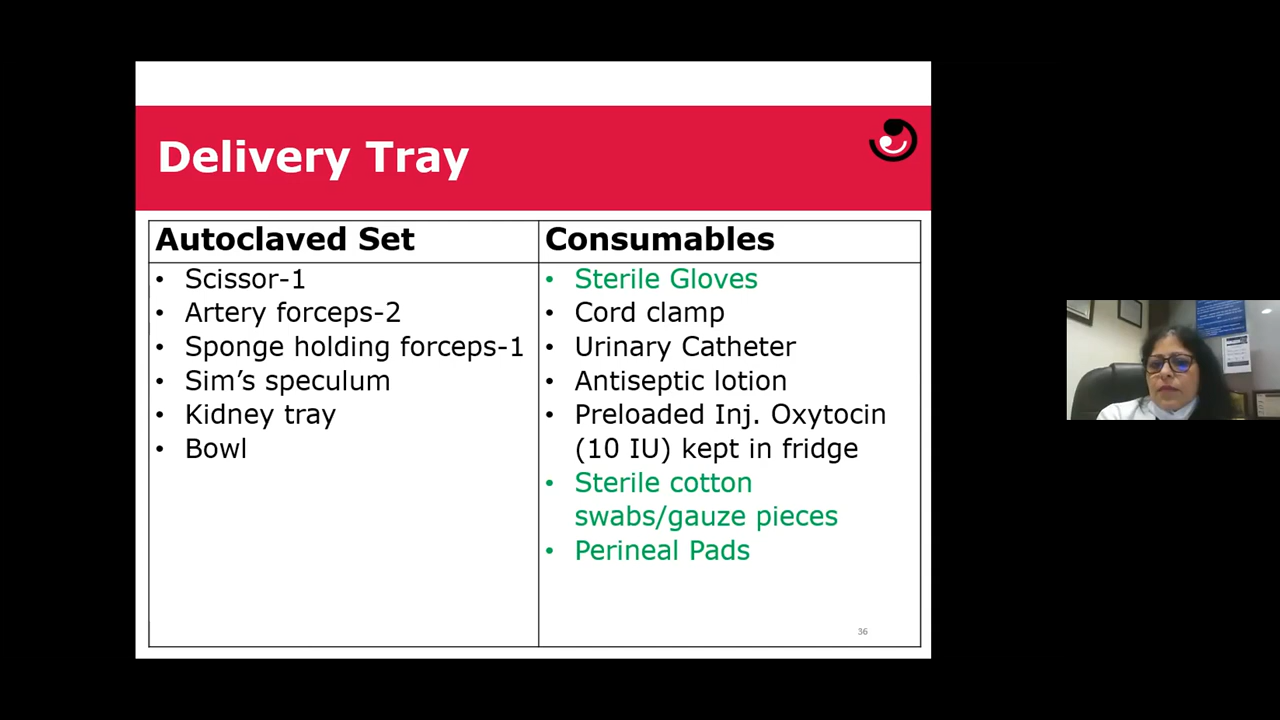 Delivery Tray
Autoclaved Set
• Scissor-1
• Artery forceps-2
• Sponge holding forceps-1
• Sim’s speculum
• Kidney tray
• Bowl
Consumables
• Sterile Gloves
• Cord clamp
• Urinary Catheter
• Antiseptic lotion
• Preloaded Inj. Oxytocin
(10 IU) kept in fridge
• Sterile cotton
swabs/gauze pieces
• Perineal Pads
36